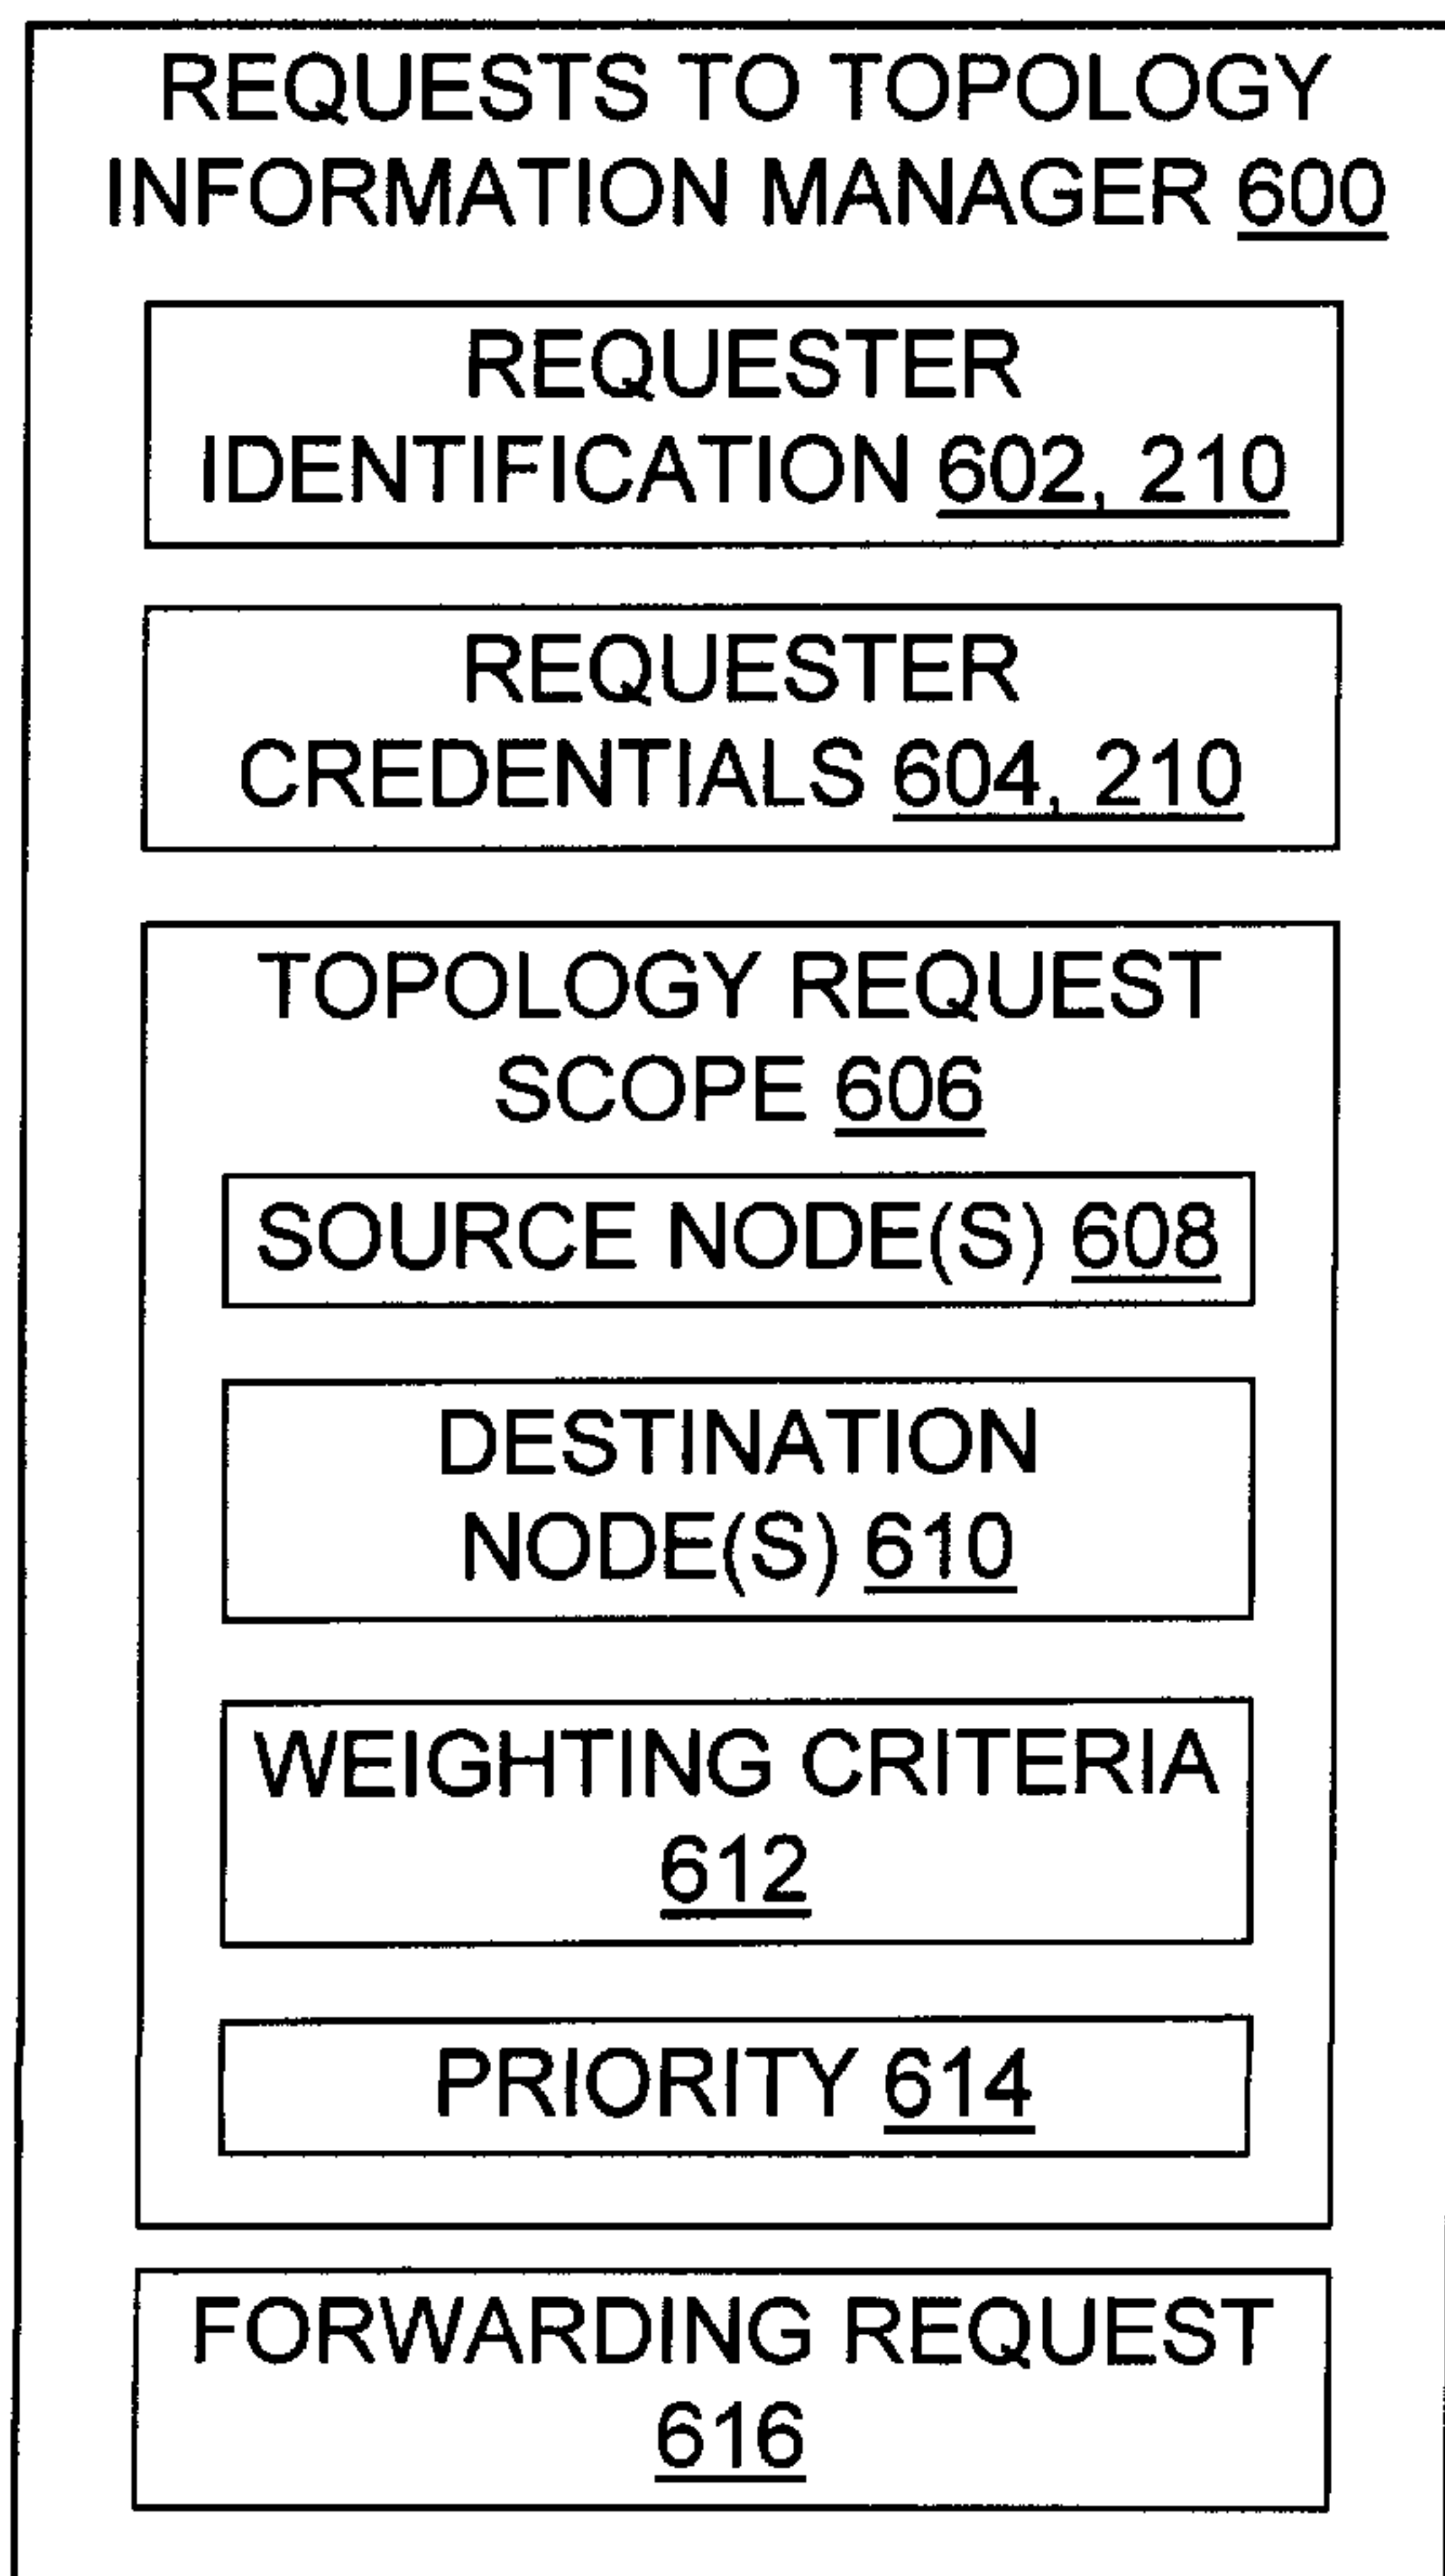 REQUESTS TO TOPOLOGY
INFORMATION MANAGER 600
REQUESTER
IDENTIFICATION 602, 210
REQUESTER
CREDENTIALS 604, 210
TOPOLOGY REQUEST
SCOPE 606
SOURCE NODE(S) 608
DESTINATION
NODE(S) 610
WEIGHTING CRITERIA
612
PRIORITY 614
FORWARDING REQUEST
616